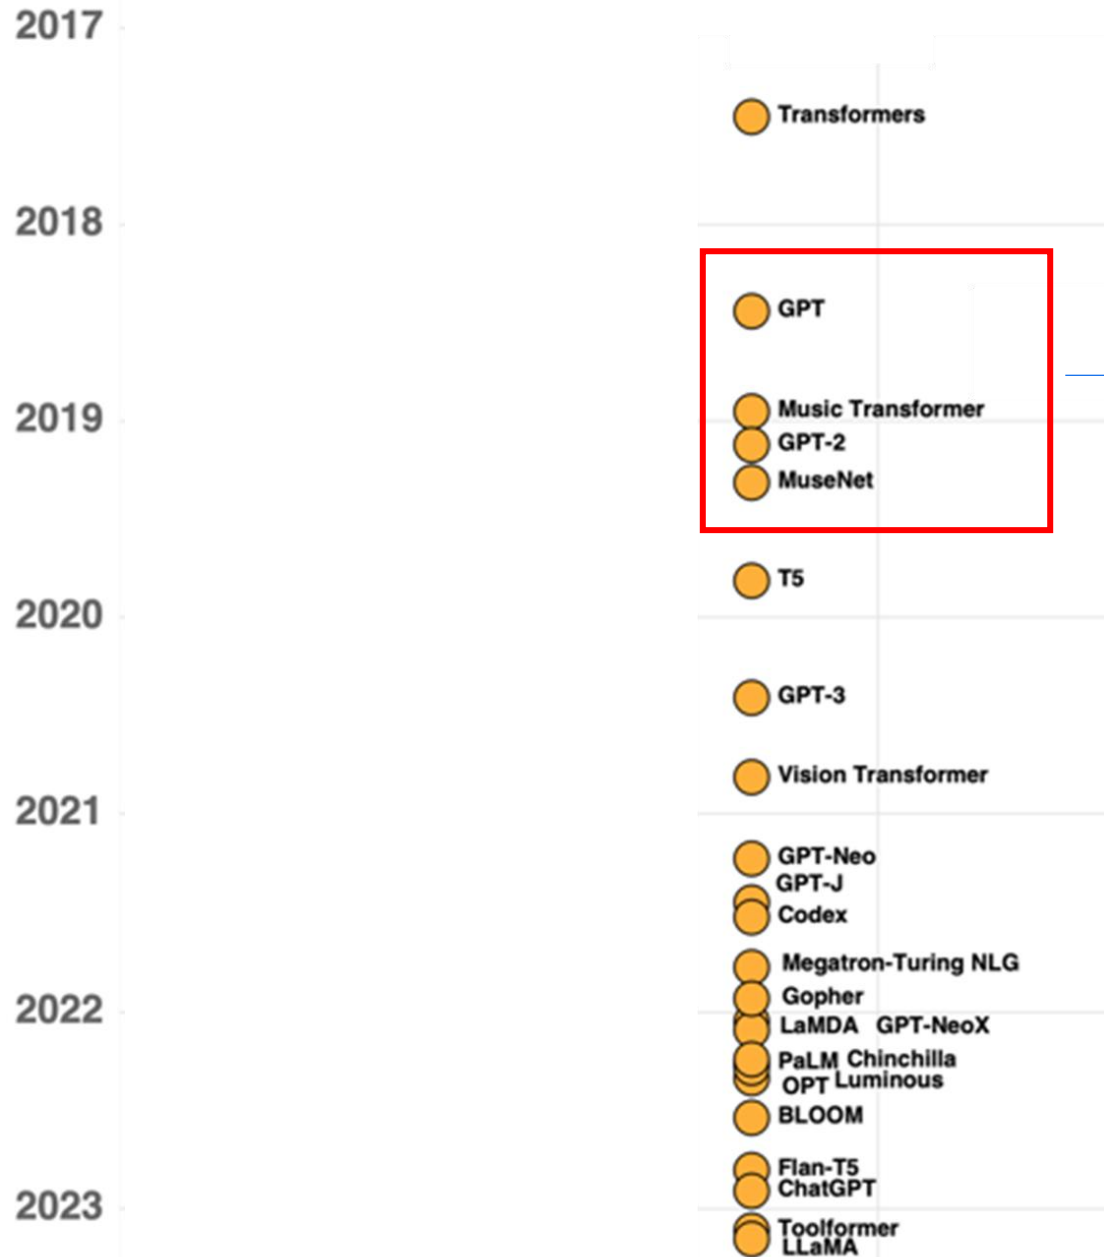 2017
Transformers
2018
GPT
Music Transformer
2019
GPT-2
MuseNet
T5
2020
GPT-3
Vision Transformer
2021
GPT-Neo
GPT-J
Codex
Megatron-Turing NLG
Gopher
2022
LaMDA GPT-NeoX
PaLM Chinchilla
OPT Luminous
BLOOM
Flan-T5
ChatGPT
2023
Toolformer
LLaMA